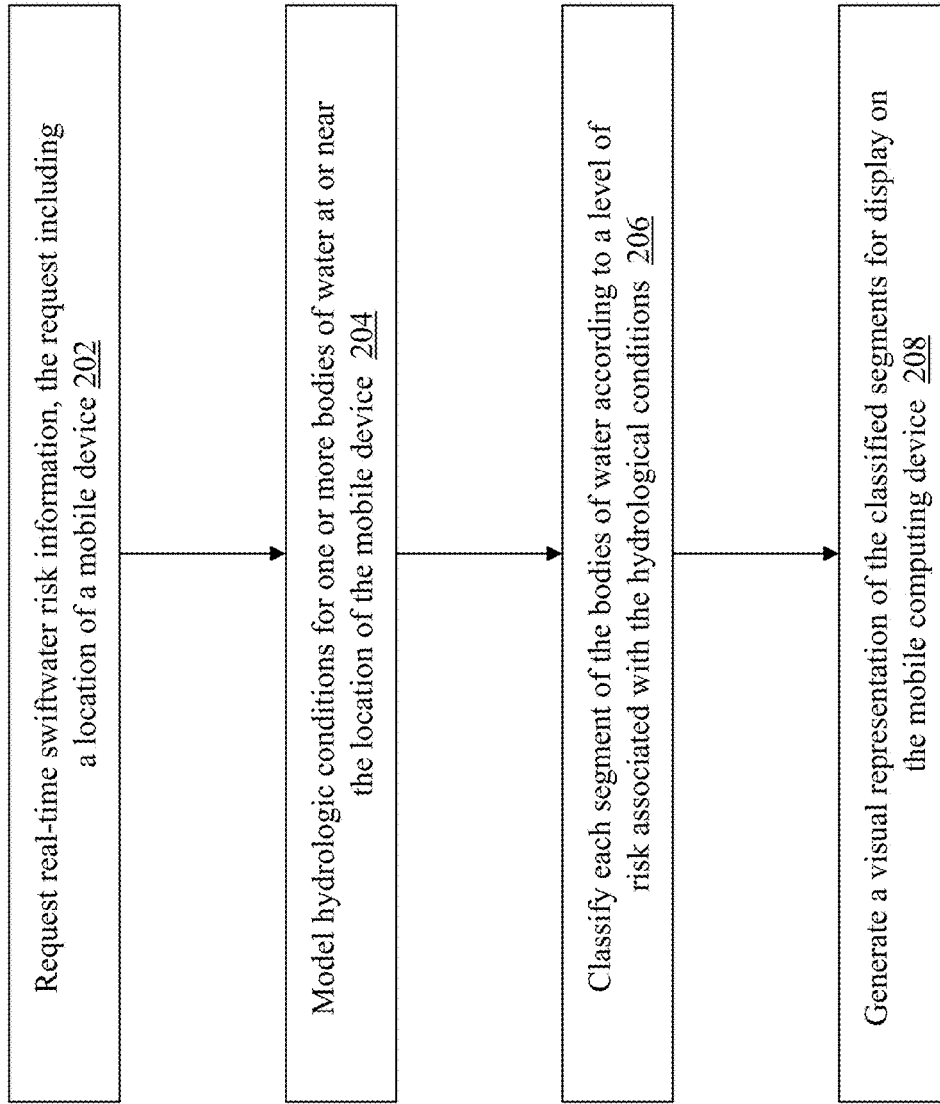 Request real-time swiftwater risk information, the request including
a location of a mobile device 202
Model hydrologic conditions for one or more bodies of water at or near
the location of the mobile device 204
Classify each segment of the bodies of water according to a level of
risk associated with the hydrological conditions 206
Generate a visual representation of the classified segments for display on
the mobile computing device 208